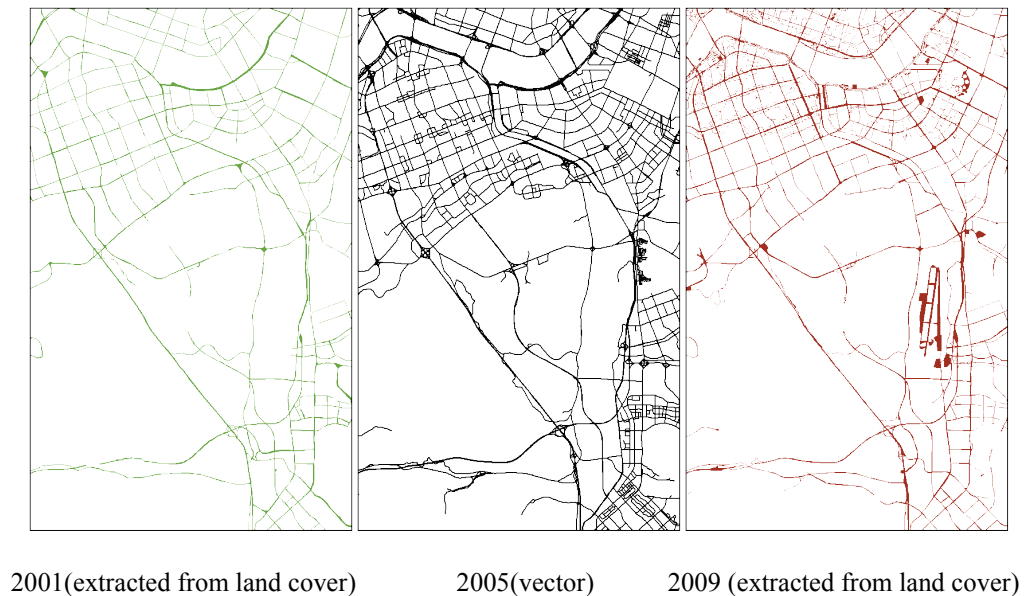 2001(extracted from land cover) 2005(vector) 2009 (extracted from land cover)